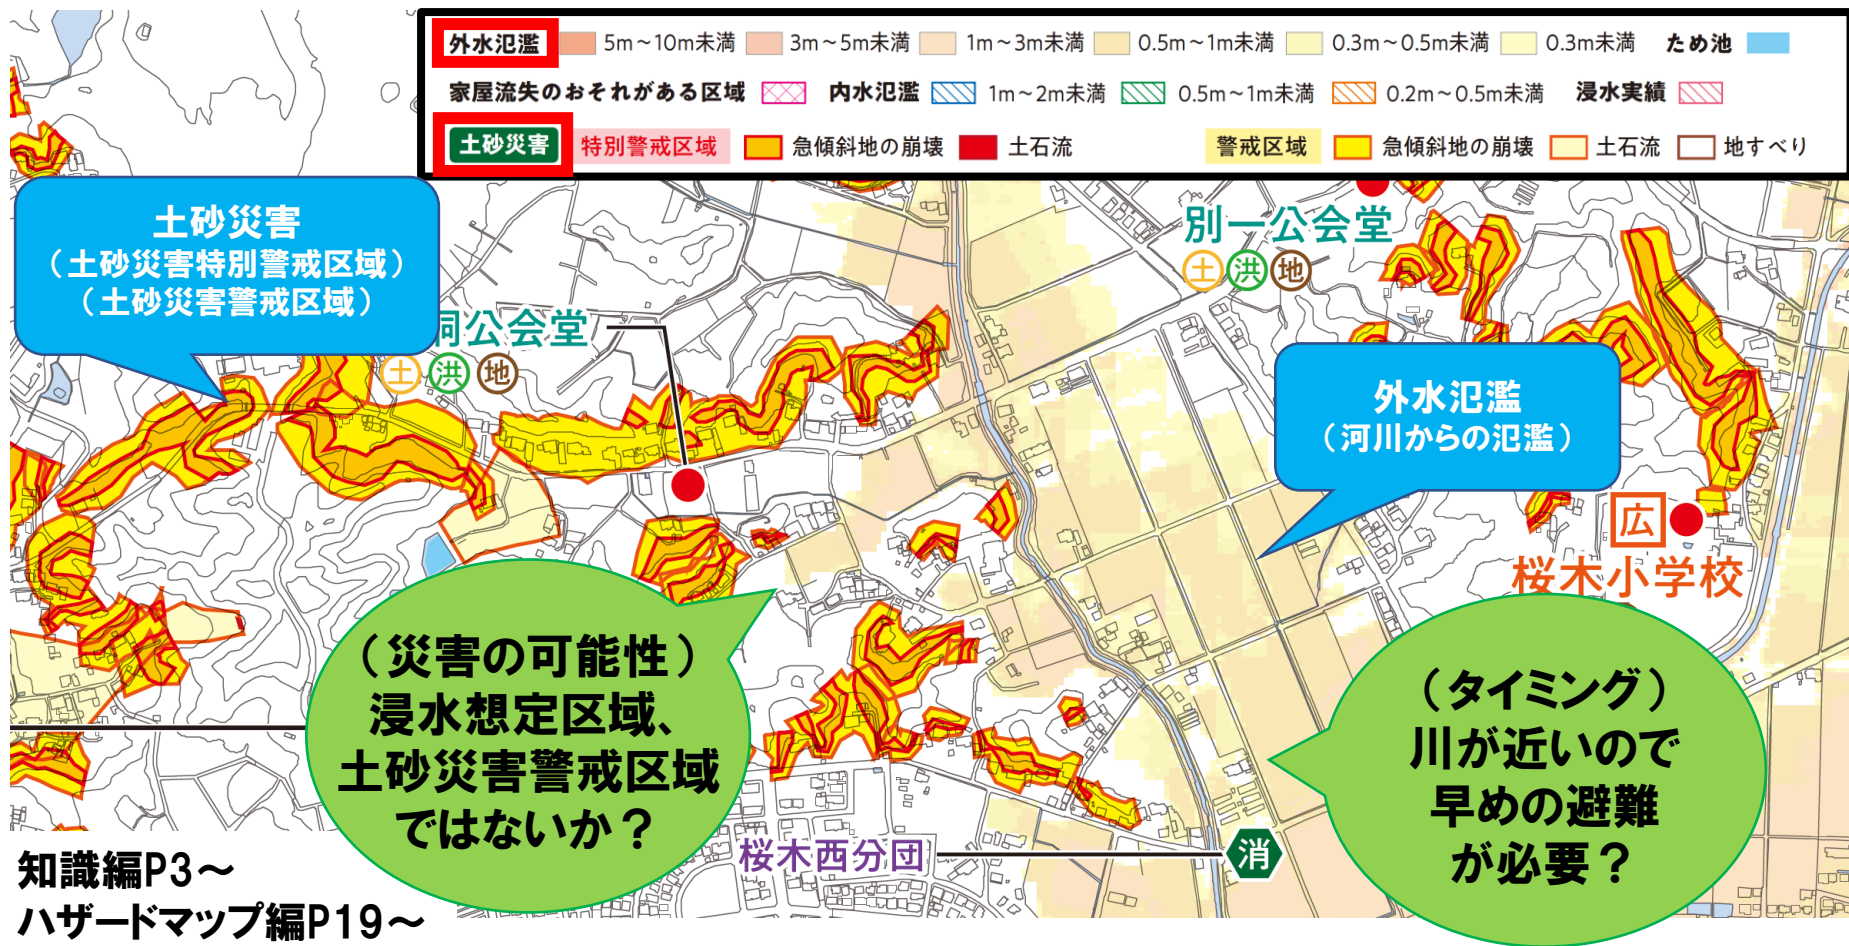 外水氾濫 5m~10m未満 3m~5m未満 1m~3m未満 0.5m~1m未満 0.3m~0.5m未満 0.3m未満 ため池
家屋流失のおそれがある区域 内水氾濫 1m~2m未満 0.5m~1m未満 0.2m~0.5m未満 浸水実績
土砂災害 特別警戒区域 急傾斜地の崩壊 土石流 警戒区域 急傾斜地の崩壊 土石流 地すべり
土砂災害
(土砂災害特別警戒区域)
(土砂災害警戒区域)
別一公会堂
土 洪 地
洞公会堂
土 洪 地
外水氾濫
(河川からの氾濫)
広
桜木小学校
(災害の可能性)
浸水想定区域、
土砂災害警戒区域
ではないか?
(タイミング)
川が近いので
早めの避難
が必要?
桜木西分団
消
知識編P3~
ハザードマップ編P19~